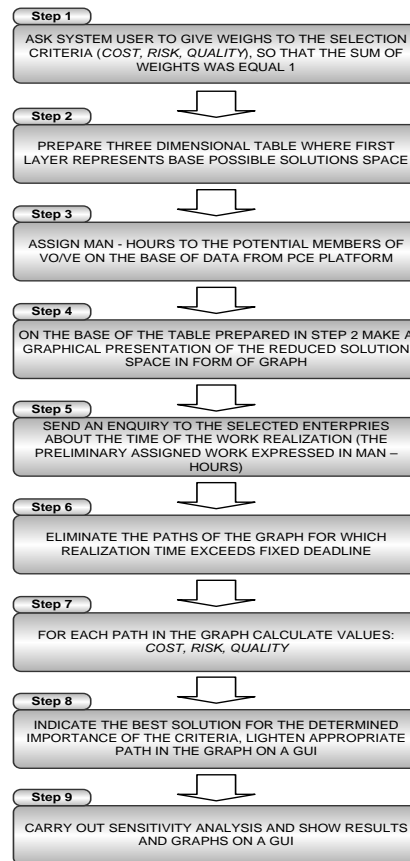 Step 1
ASK SYSTEM USER TO GIVE WEIGHS TO THE SELECTION
CRITERIA (COST, RISK, QUALITY), SO THAT THE SUM OF
WEIGHTS WAS EQUAL 1
Step 2
PREPARE THREE DIMENSIONAL TABLE WHERE FIRST
LAYER REPRESENTS BASE POSSIBLE SOLUTIONS SPACE
Step 3
ASSIGN MAN - HOURS TO THE POTENTIAL MEMBERS OF
VO/VE ON THE BASE OF DATA FROM PCE PLATFORM
Step 4
ON THE BASE OF THE TABLE PREPARED IN STEP 2 MAKE A
GRAPHICAL PRESENTATION OF THE REDUCED SOLUTION
SPACE IN FORM OF GRAPH
Step 5
SEND AN ENQUIRY TO THE SELECTED ENTERPRIES
ABOUT THE TIME OF THE WORK REALIZATION (THE
PRELIMINARY ASSIGNED WORK EXPRESSED IN MAN –
HOURS)
Step 6
ELIMINATE THE PATHS OF THE GRAPH FOR WHICH
REALIZATION TIME EXCEEDS FIXED DEADLINE
Step 7
FOR EACH PATH IN THE GRAPH CALCULATE VALUES:
COST, RISK, QUALITY
Step 8
INDICATE THE BEST SOLUTION FOR THE DETERMINED
IMPORTANCE OF THE CRITERIA, LIGHTEN APPROPRIATE
PATH IN THE GRAPH ON A GUI
Step 9
CARRY OUT SENSITIVITY ANALYSIS AND SHOW RESULTS
AND GRAPHS ON A GUI